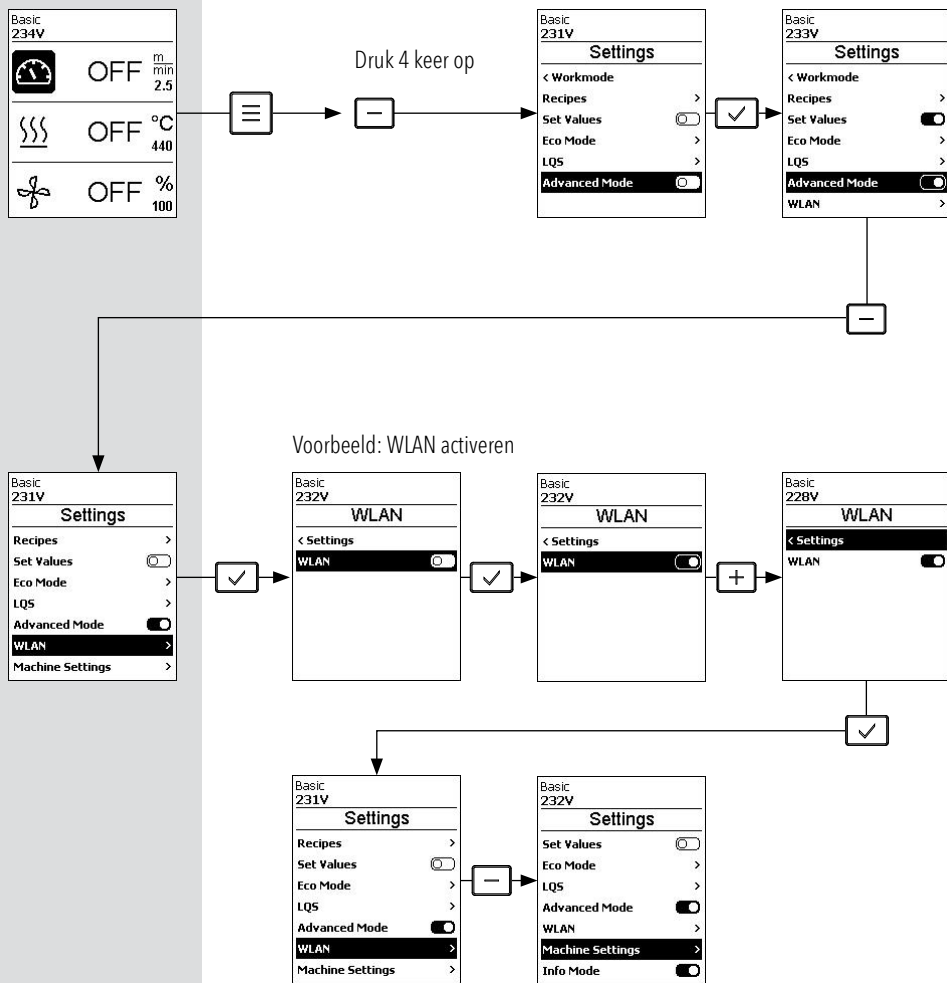 Basic
234V
OFF m/min 2.5
OFF °C 440
OFF % 100
Druk 4 keer op
Basic
231V
Settings
< Workmode
Recipes >
Set Values
Eco Mode >
LQS >
Advanced Mode
Basic
233V
Settings
< Workmode
Recipes >
Set Values
Eco Mode >
LQS >
Advanced Mode
WLAN >
Voorbeeld: WLAN activeren
Basic
231V
Settings
Recipes >
Set Values
Eco Mode >
LQS >
Advanced Mode
WLAN >
Machine Settings >
Basic
232V
WLAN
< Settings
WLAN
Basic
232V
WLAN
< Settings
WLAN
Basic
228V
WLAN
< Settings
WLAN
Basic
231V
Settings
Recipes >
Set Values
Eco Mode >
LQS >
Advanced Mode
WLAN >
Machine Settings >
Basic
232V
Settings
Set Values
Eco Mode >
LQS >
Advanced Mode
WLAN >
Machine Settings >
Info Mode